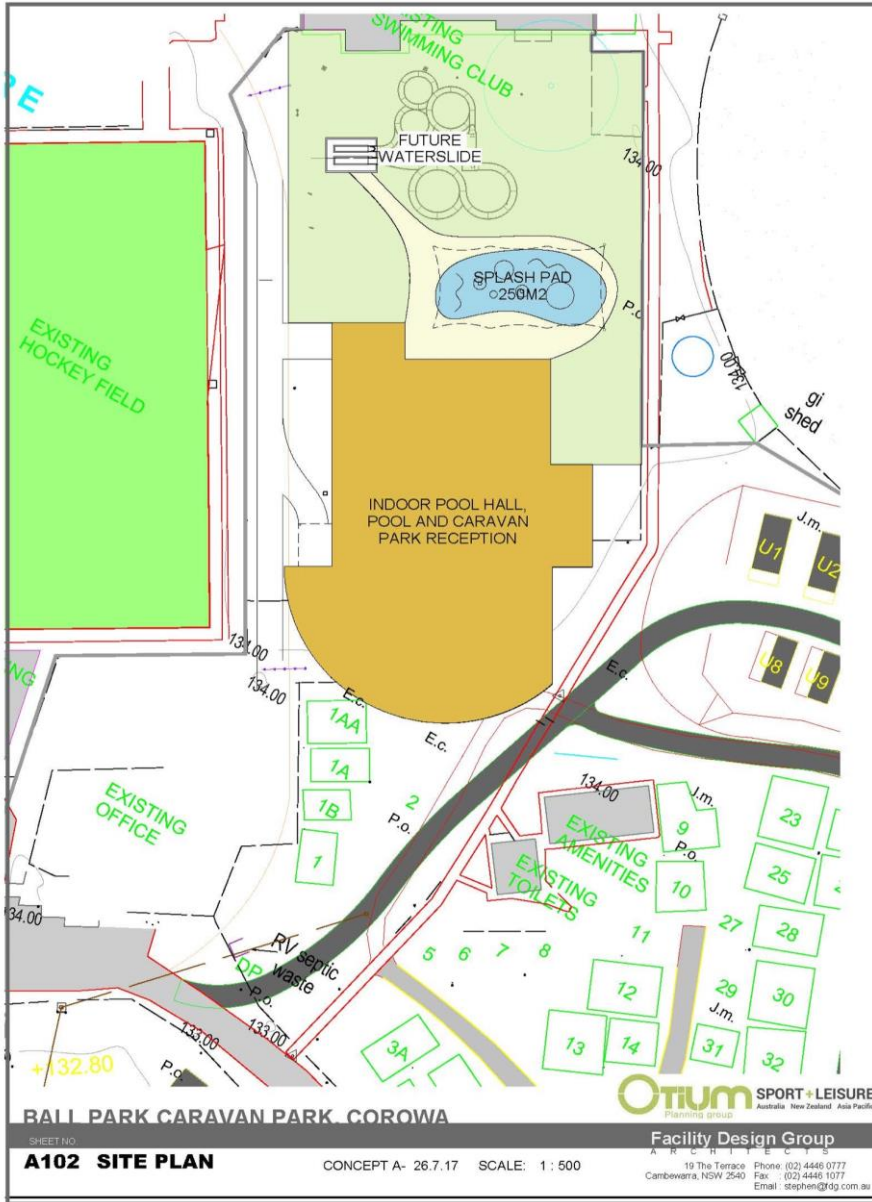 EXISTING
SWIMMING CLUB
FUTURE
WATERSLIDE
134.00
SPLASH PAD
250M2
P.o
134.00
gi
shed
EXISTING
HOCKEY FIELD
INDOOR POOL HALL,
POOL AND CARAVAN
PARK RECEPTION
J.m.
U1
U2
U8
U9
E.c.
134.00
134.00
E.c.
E.c.
1AA
1A
1B
1
2
P.o.
EXISTING
OFFICE
134.00
EXISTING
AMENITIES
EXISTING
TOILETS
J.m.
9
P.o.
10
23
25
27
28
29
30
J.m.
31
32
11
12
13
14
5
6
7
8
3A
RV septic
waste
DP
P.o.
34.00
133.00
133.00
+132.80
P.o.
BALL PARK CARAVAN PARK, COROWA
OTiUM SPORT+LEISURE
Planning group Australia New Zealand Asia Pacific
SHEET NO.
A102 SITE PLAN
CONCEPT A- 26.7.17 SCALE: 1 : 500
Facility Design Group
ARCHITECTS
19 The Terrace Phone: (02) 4446 0777
Cambewarra, NSW 2540 Fax : (02) 4446 1077
Email : stephen@fdg.com.au